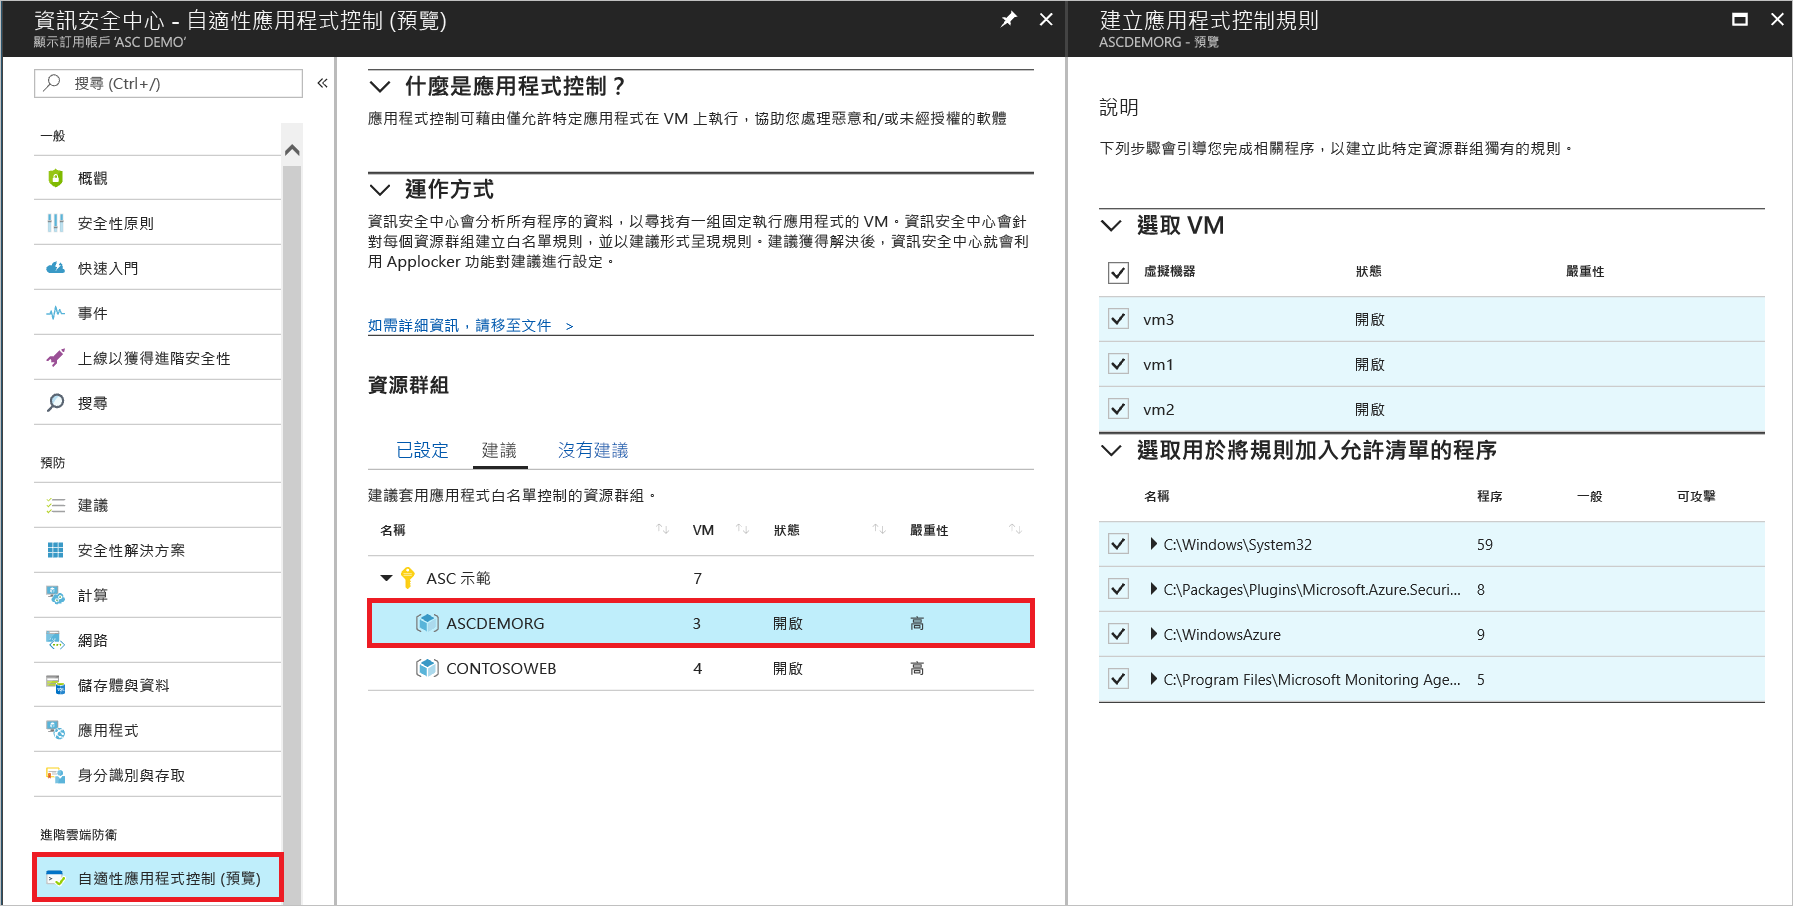 資訊安全中心 - 自適性應用程式控制 (預覽)
顯示訂用帳戶 'ASC DEMO'
搜尋 (Ctrl+/)
«
一般
概觀
安全性原則
快速入門
事件
上線以獲得進階安全性
搜尋
預防
建議
安全性解決方案
計算
網路
儲存體與資料
應用程式
身分識別與存取
進階雲端防衛
自適性應用程式控制 (預覽)
什麼是應用程式控制？
應用程式控制可藉由僅允許特定應用程式在 VM 上執行，協助您處理惡意和/或未經授權的軟體
運作方式
資訊安全中心會分析所有程序的資料，以尋找有一組固定執行應用程式的 VM。資訊安全中心會針
對每個資源群組建立白名單規則，並以建議形式呈現規則。建議獲得解決後，資訊安全中心就會利
用 Applocker 功能對建議進行設定。
如需詳細資訊，請移至文件 >
資源群組
已設定 建議 沒有建議
建議套用應用程式白名單控制的資源群組。
名稱 VM 狀態 嚴重性
ASC 示範 7
ASCDEMORG 3 開啟 高
CONTOSOWEB 4 開啟 高
建立應用程式控制規則
ASCDEMORG - 預覽
說明
下列步驟會引導您完成相關程序，以建立此特定資源群組獨有的規則。
選取 VM
虛擬機器 狀態 嚴重性
vm3 開啟
vm1 開啟
vm2 開啟
選取用於將規則加入允許清單的程序
名稱 程序 一般 可攻擊
C:\Windows\System32 59
C:\Packages\Plugins\Microsoft.Azure.Securi... 8
C:\WindowsAzure 9
C:\Program Files\Microsoft Monitoring Age... 5